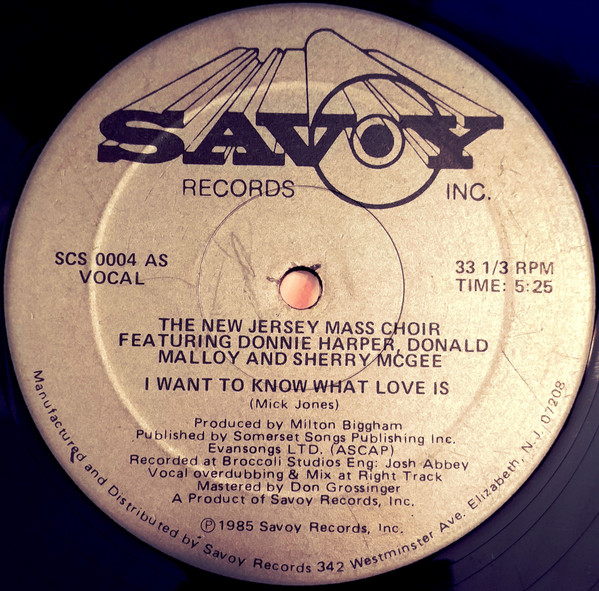 SAVOY
RECORDS INC.
SCS 0004 AS
VOCAL
33 1/3 RPM
TIME: 5:25
THE NEW JERSEY MASS CHOIR
FEATURING DONNIE HARPER, DONALD
MALLOY AND SHERRY MCGEE
I WANT TO KNOW WHAT LOVE IS
(Mick Jones)
Produced by Milton Biggham
Published by Somerset Songs Publishing Inc.
Evansongs LTD. (ASCAP)
Recorded at Broccoli Studios Eng: Josh Abbey
Vocal overdubbing & Mix at Right Track
Mastered by Don Grossinger
A Product of Savoy Records, Inc.
Ⓟ1985 Savoy Records, Inc.
Manufactured and Distributed by Savoy Records 342 Westminster Ave. Elizabeth, N.J. 07208